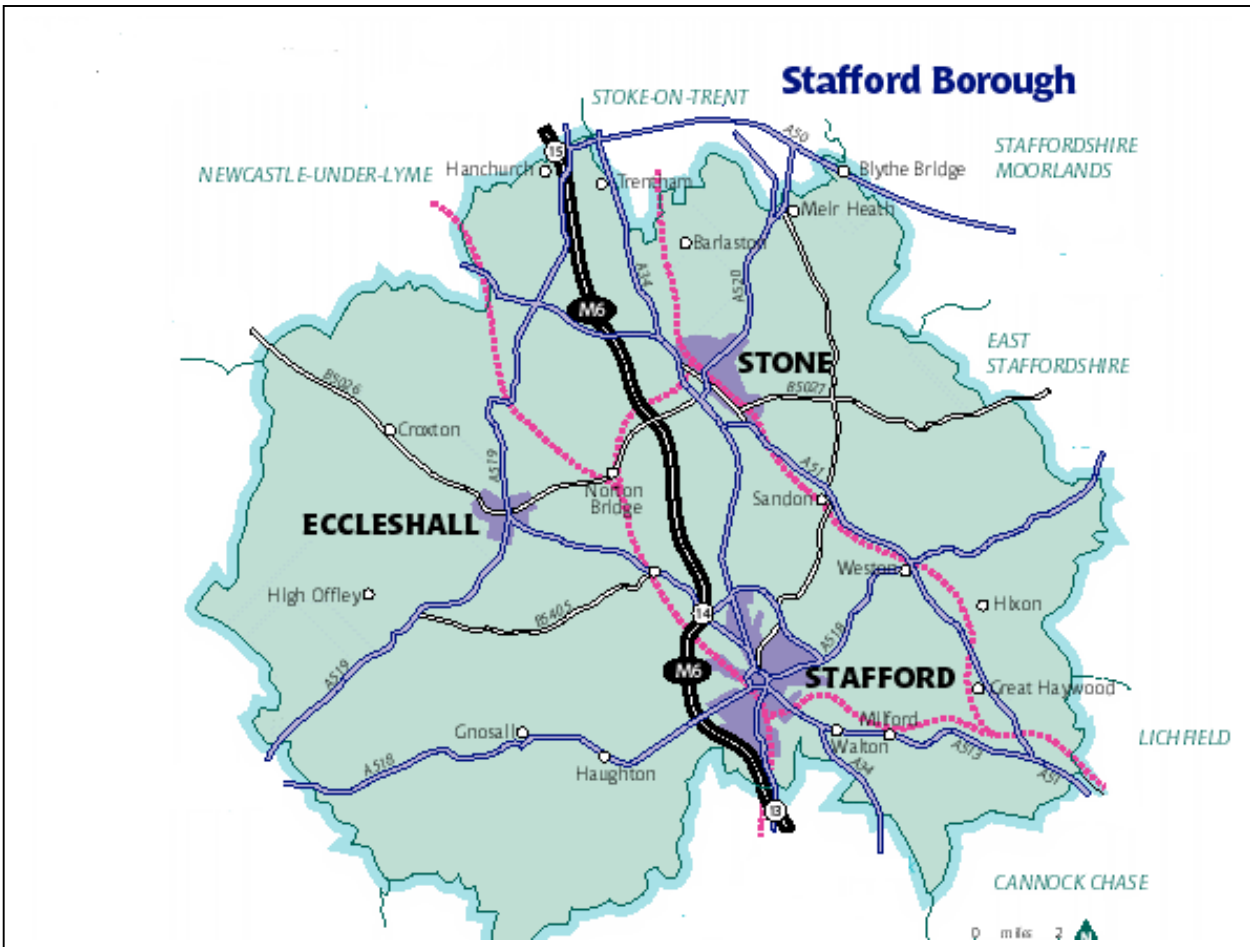 Stafford Borough
STOKE-ON-TRENT
A50
STAFFORDSHIRE
MOORLANDS
15
Hanchurch
NEWCASTLE-UNDER-LYME
Trentham
Blythe Bridge
Meir Heath
Barlaston
A34
A520
M6
EAST
STAFFORDSHIRE
STONE
B5026
B5027
Croxton
A519
A51
Norton
Bridge
Sandon
ECCLESHALL
Weston
High Offley
B5405
14
Hixon
A518
M6
STAFFORD
A519
Great Haywood
Gnosall
Milford
Walton
LICHFIELD
A518
Haughton
A34
A513
A51
13
CANNOCK CHASE
0 miles 2
N